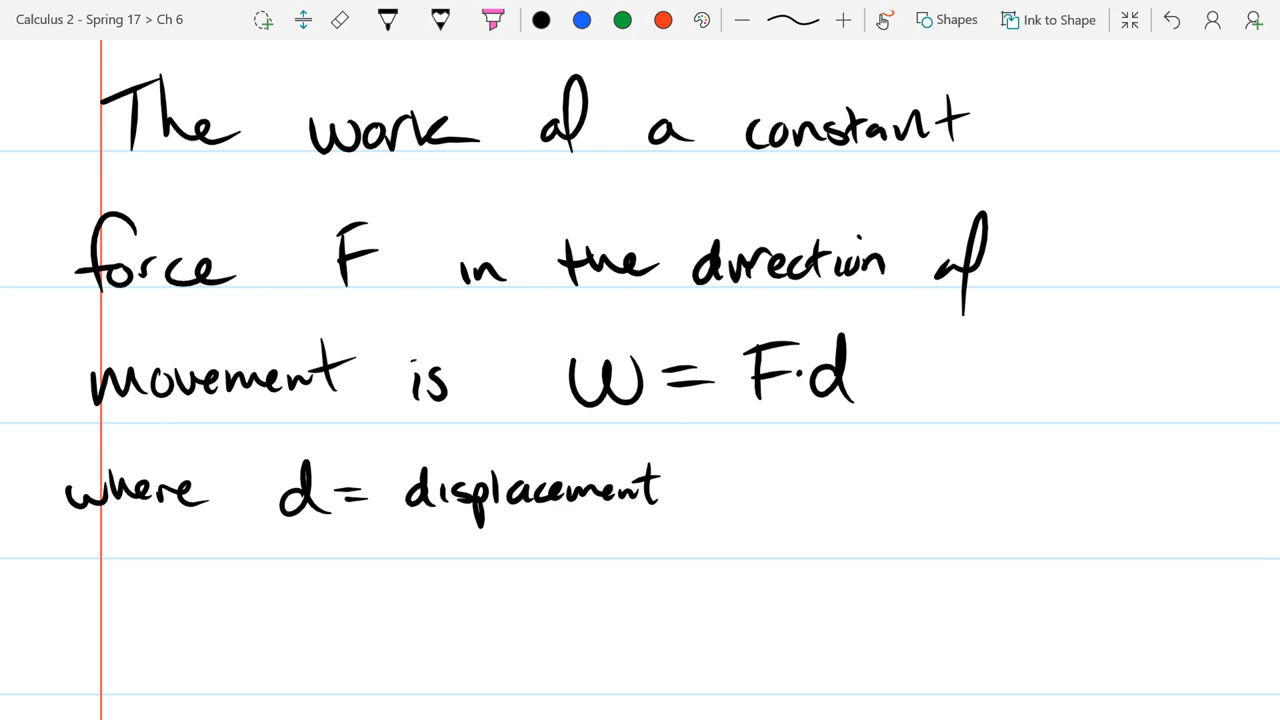 Calculus 2 - Spring 17 > Ch 6 Shapes Ink to Shape
The work of a constant
force F in the direction of
movement is W = F·d
where d = displacement